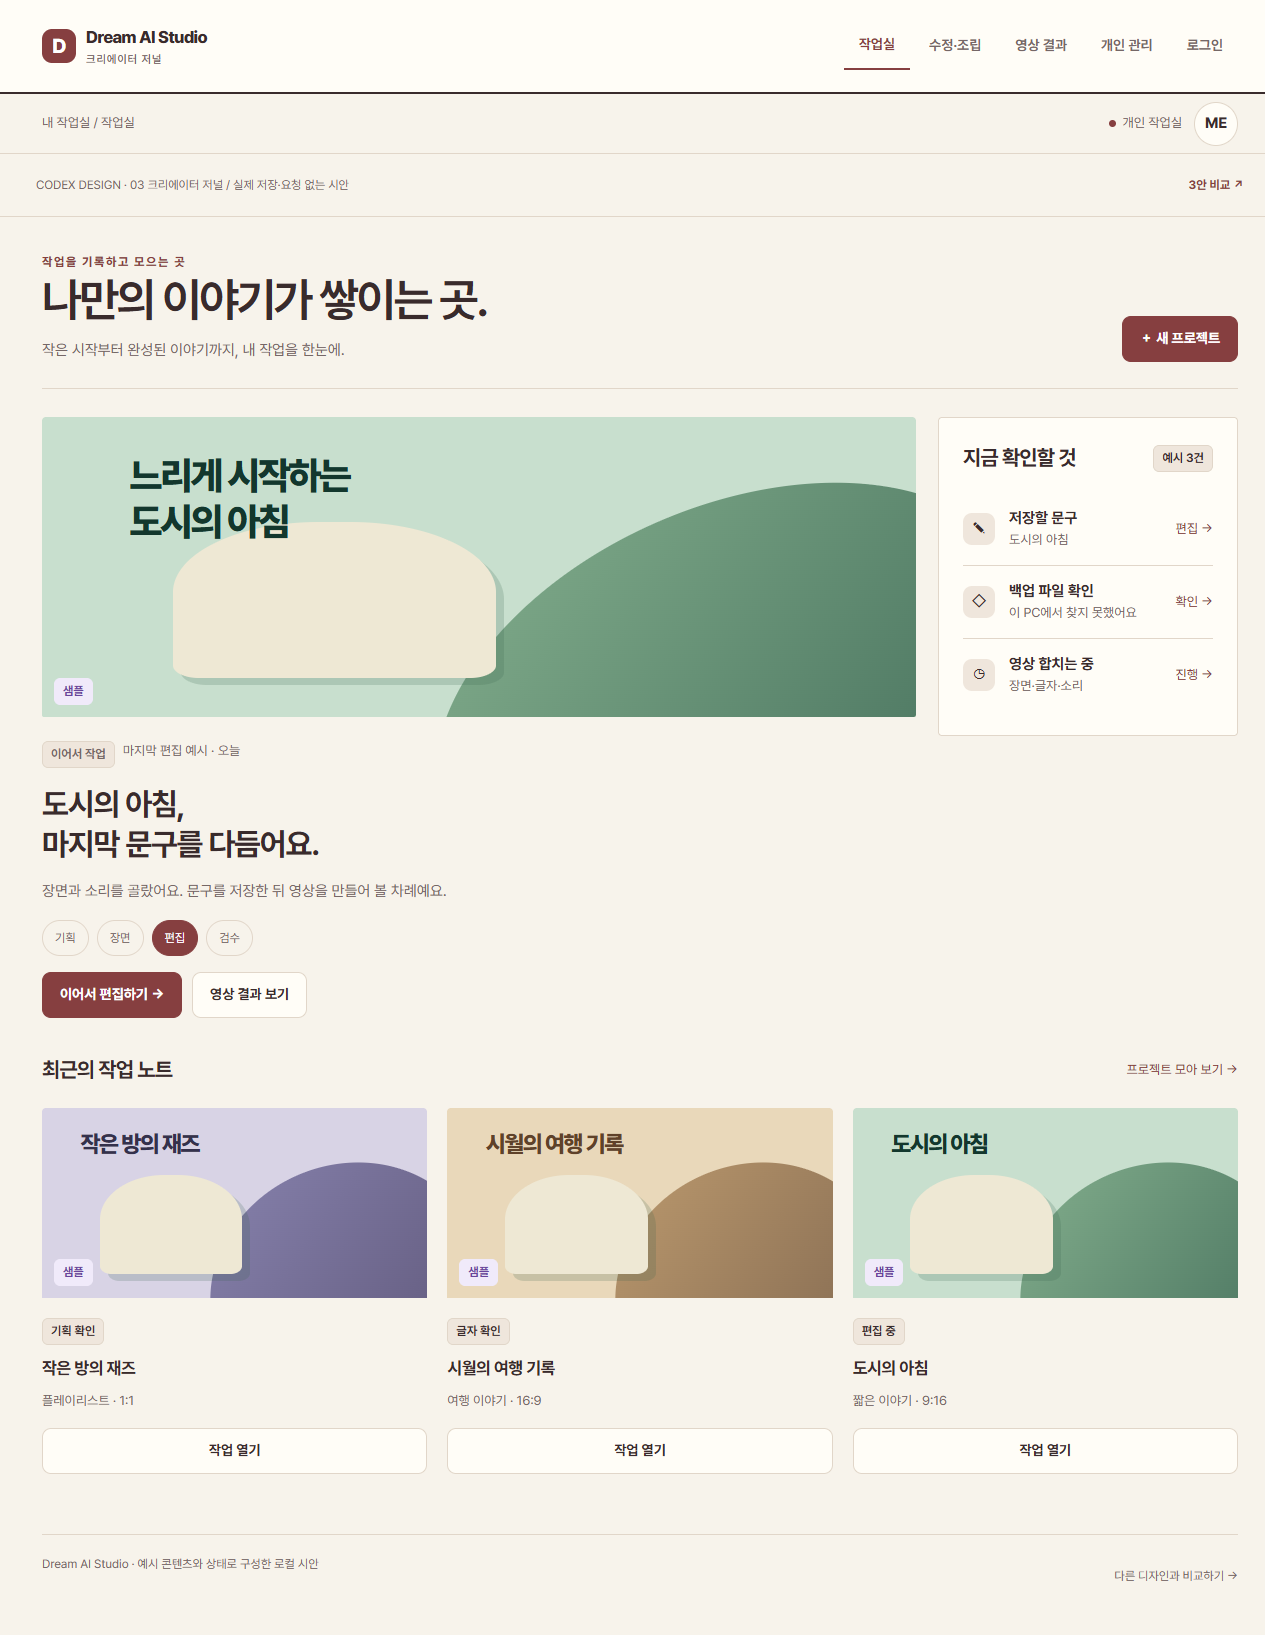 D
Dream AI Studio
크리에이터 저널
작업실
수정·조립
영상 결과
개인 관리
로그인
내 작업실 / 작업실
개인 작업실
ME
CODEX DESIGN · 03 크리에이터 저널 / 실제 저장·요청 없는 시안
3안 비교 ↗
작업을 기록하고 모으는 곳
나만의 이야기가 쌓이는 곳.
작은 시작부터 완성된 이야기까지, 내 작업을 한눈에.
+ 새 프로젝트
느리게 시작하는
도시의 아침
샘플
지금 확인할 것
예시 3건
저장할 문구
도시의 아침
편집 →
백업 파일 확인
이 PC에서 찾지 못했어요
확인 →
영상 합치는 중
장면·글자·소리
진행 →
이어서 작업
마지막 편집 예시 · 오늘
도시의 아침,
마지막 문구를 다듬어요.
장면과 소리를 골랐어요. 문구를 저장한 뒤 영상을 만들어 볼 차례예요.
기획
장면
편집
검수
이어서 편집하기 →
영상 결과 보기
최근의 작업 노트
프로젝트 모아 보기 →
작은 방의 재즈
샘플
기획 확인
작은 방의 재즈
플레이리스트 · 1:1
작업 열기
시월의 여행 기록
샘플
글자 확인
시월의 여행 기록
여행 이야기 · 16:9
작업 열기
도시의 아침
샘플
편집 중
도시의 아침
짧은 이야기 · 9:16
작업 열기
Dream AI Studio · 예시 콘텐츠와 상태로 구성한 로컬 시안
다른 디자인과 비교하기 →